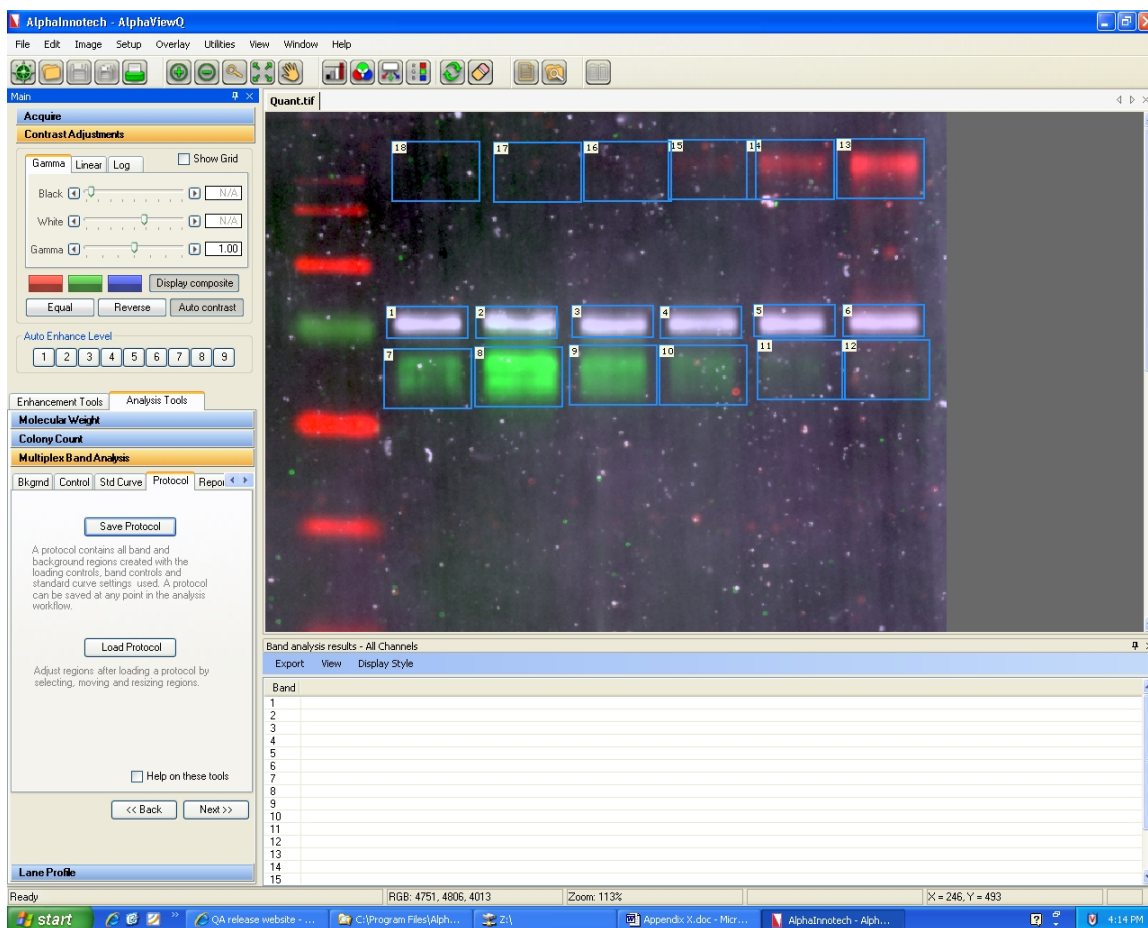 AlphaInnotech - AlphaViewQ
File Edit Image Setup Overlay Utilities View Window Help
Main
Quant.tif
Acquire
Contrast Adjustments
Gamma Linear Log Show Grid
Black N/A
White N/A
Gamma 1.00
Display composite
Equal Reverse Auto contrast
Auto Enhance Level
1 2 3 4 5 6 7 8 9
Enhancement Tools Analysis Tools
Molecular Weight
Colony Count
Multiplex Band Analysis
Bkgrnd Control Std Curve Protocol Repor
Save Protocol
A protocol contains all band and
background regions created with the
loading controls, band controls and
standard curve settings used. A protocol
can be saved at any point in the analysis
workflow.
Load Protocol
Adjust regions after loading a protocol by
selecting, moving and resizing regions.
Help on these tools
<< Back Next >>
Lane Profile
18 17 16 15 14 13
1 2 3 4 5 6
7 8 9 10 11 12
Band analysis results - All Channels
Export View Display Style
Band
1
2
3
4
5
6
7
8
9
10
11
12
13
14
15
Ready RGB: 4751, 4806, 4013 Zoom: 113% X = 246, Y = 493
start QA release website - ... C:\Program Files\Alph... Z:\ Appendix X.doc - Micr... AlphaInnotech - Alph... 4:14 PM